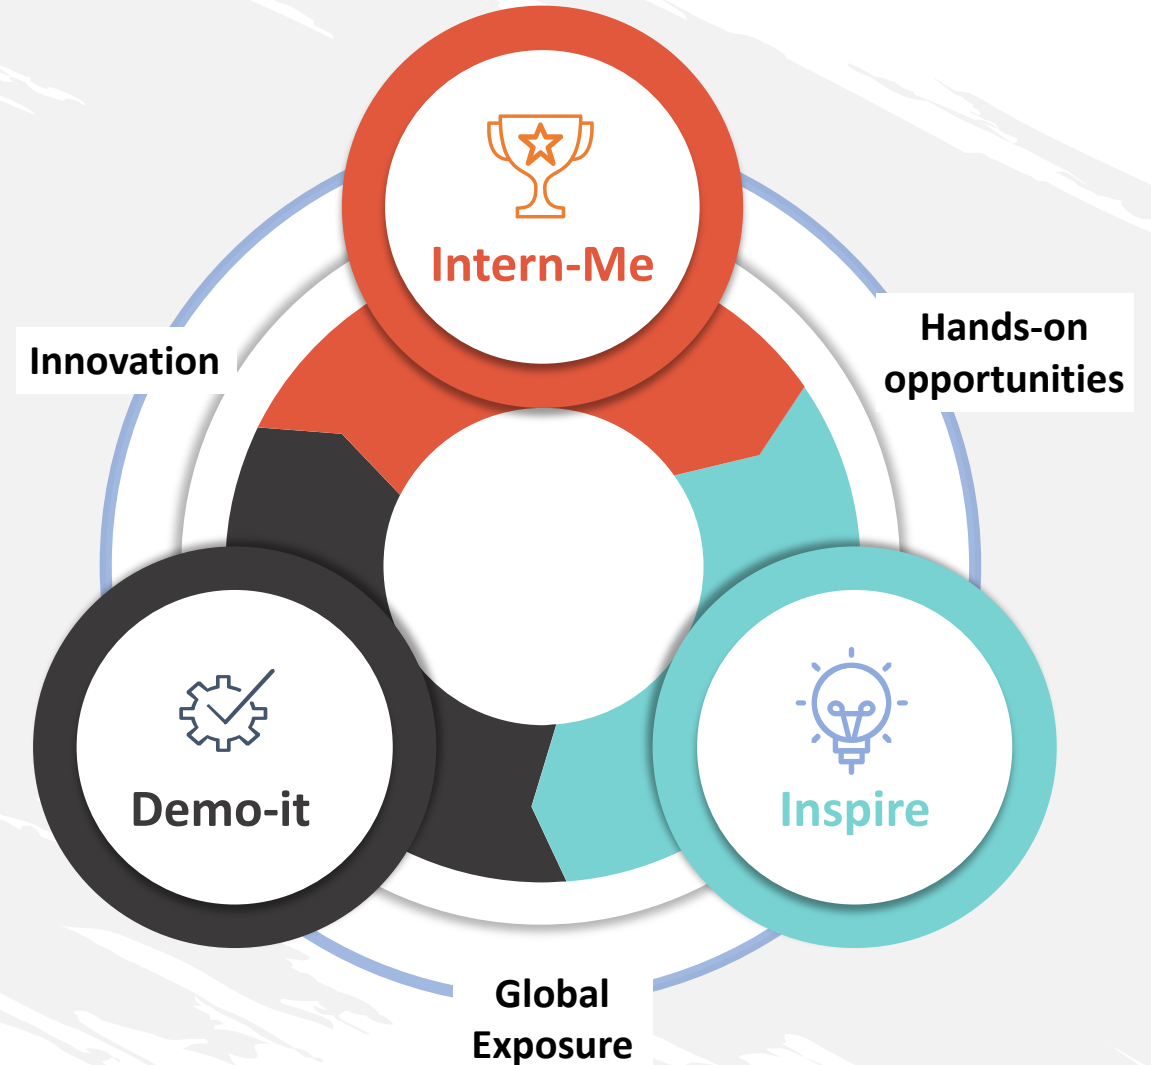 Intern-Me
Innovation
Hands-on
opportunities
Demo-it
Inspire
Global
Exposure